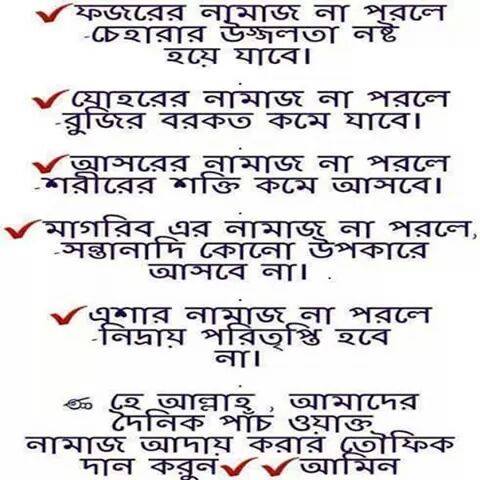 ✔ফজরের নামাজ না পরলে
-চেহারার উজ্জলতা নষ্ট
হয়ে যাবে।
.
✔যোহরের নামাজ না পরলে
-রুজির বরকত কমে যাবে।
.
✔আসরের নামাজ না পরলে
-শরীরের শক্তি কমে আসবে।
.
✔মাগরিব এর নামাজ না পরলে,
-সন্তানাদি কোনো উপকারে
আসবে না।
.
✔এশার নামাজ না পরলে
-নিদ্রায় পরিতৃপ্তি হবে
না।
.
হে আল্লাহ্ , আমাদের
দৈনিক পাঁচ ওয়াক্ত
নামাজ আদায় করার তৌফিক
দান করুন✔✔আমিন